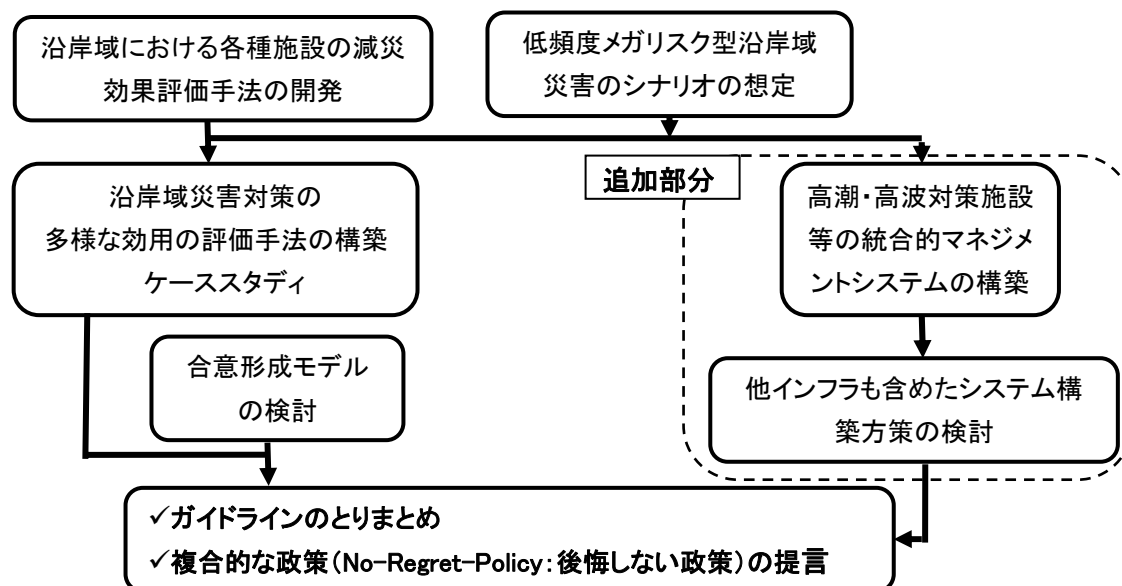 沿岸域における各種施設の減災
効果評価手法の開発
低頻度メガリスク型沿岸域
災害のシナリオの想定
沿岸域災害対策の
多様な効用の評価手法の構築
ケーススタディ
追加部分
高潮・高波対策施設
等の統合的マネジメ
ントシステムの構築
合意形成モデル
の検討
他インフラも含めたシステム構
築方策の検討
✓ガイドラインのとりまとめ
✓複合的な政策（No-Regret-Policy：後悔しない政策）の提言